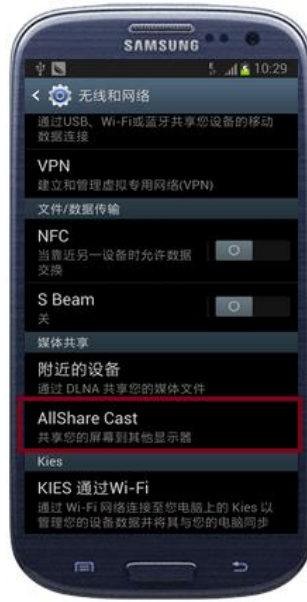 SAMSUNG
10:29
无线和网络
通过USB、Wi-Fi或蓝牙共享您设备的移动
数据连接
VPN
建立和管理虚拟专用网络(VPN)
文件/数据传输
NFC
当靠近另一设备时允许数据
交换
S Beam
关
媒体共享
附近的设备
通过 DLNA 共享您的媒体文件
AllShare Cast
共享您的屏幕到其他显示器
Kies
KIES 通过Wi-Fi
通过 Wi-Fi 网络连接至您电脑上的 Kies 以
管理您的设备数据并将其与您的电脑同步